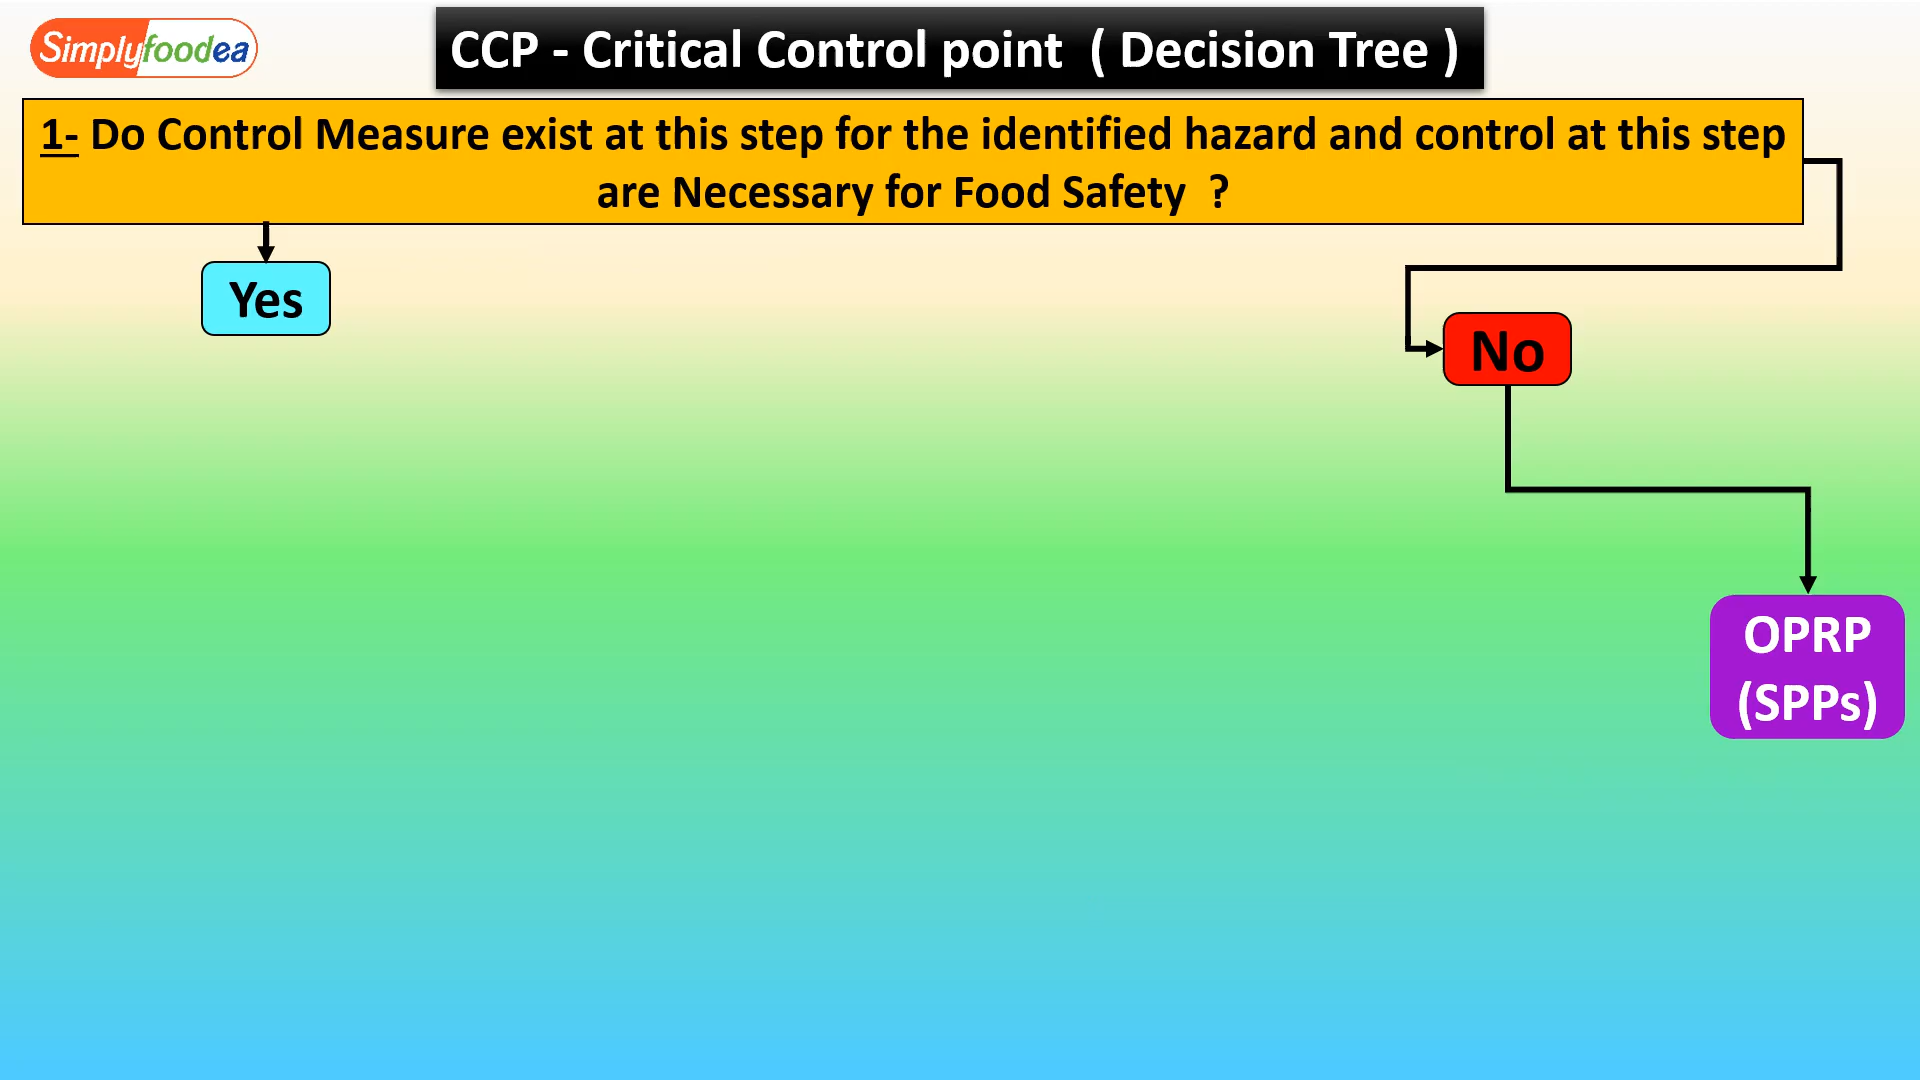 Simplyfoodea
CCP - Critical Control point ( Decision Tree )
1- Do Control Measure exist at this step for the identified hazard and control at this step
are Necessary for Food Safety ?
Yes
No
OPRP
(SPPs)